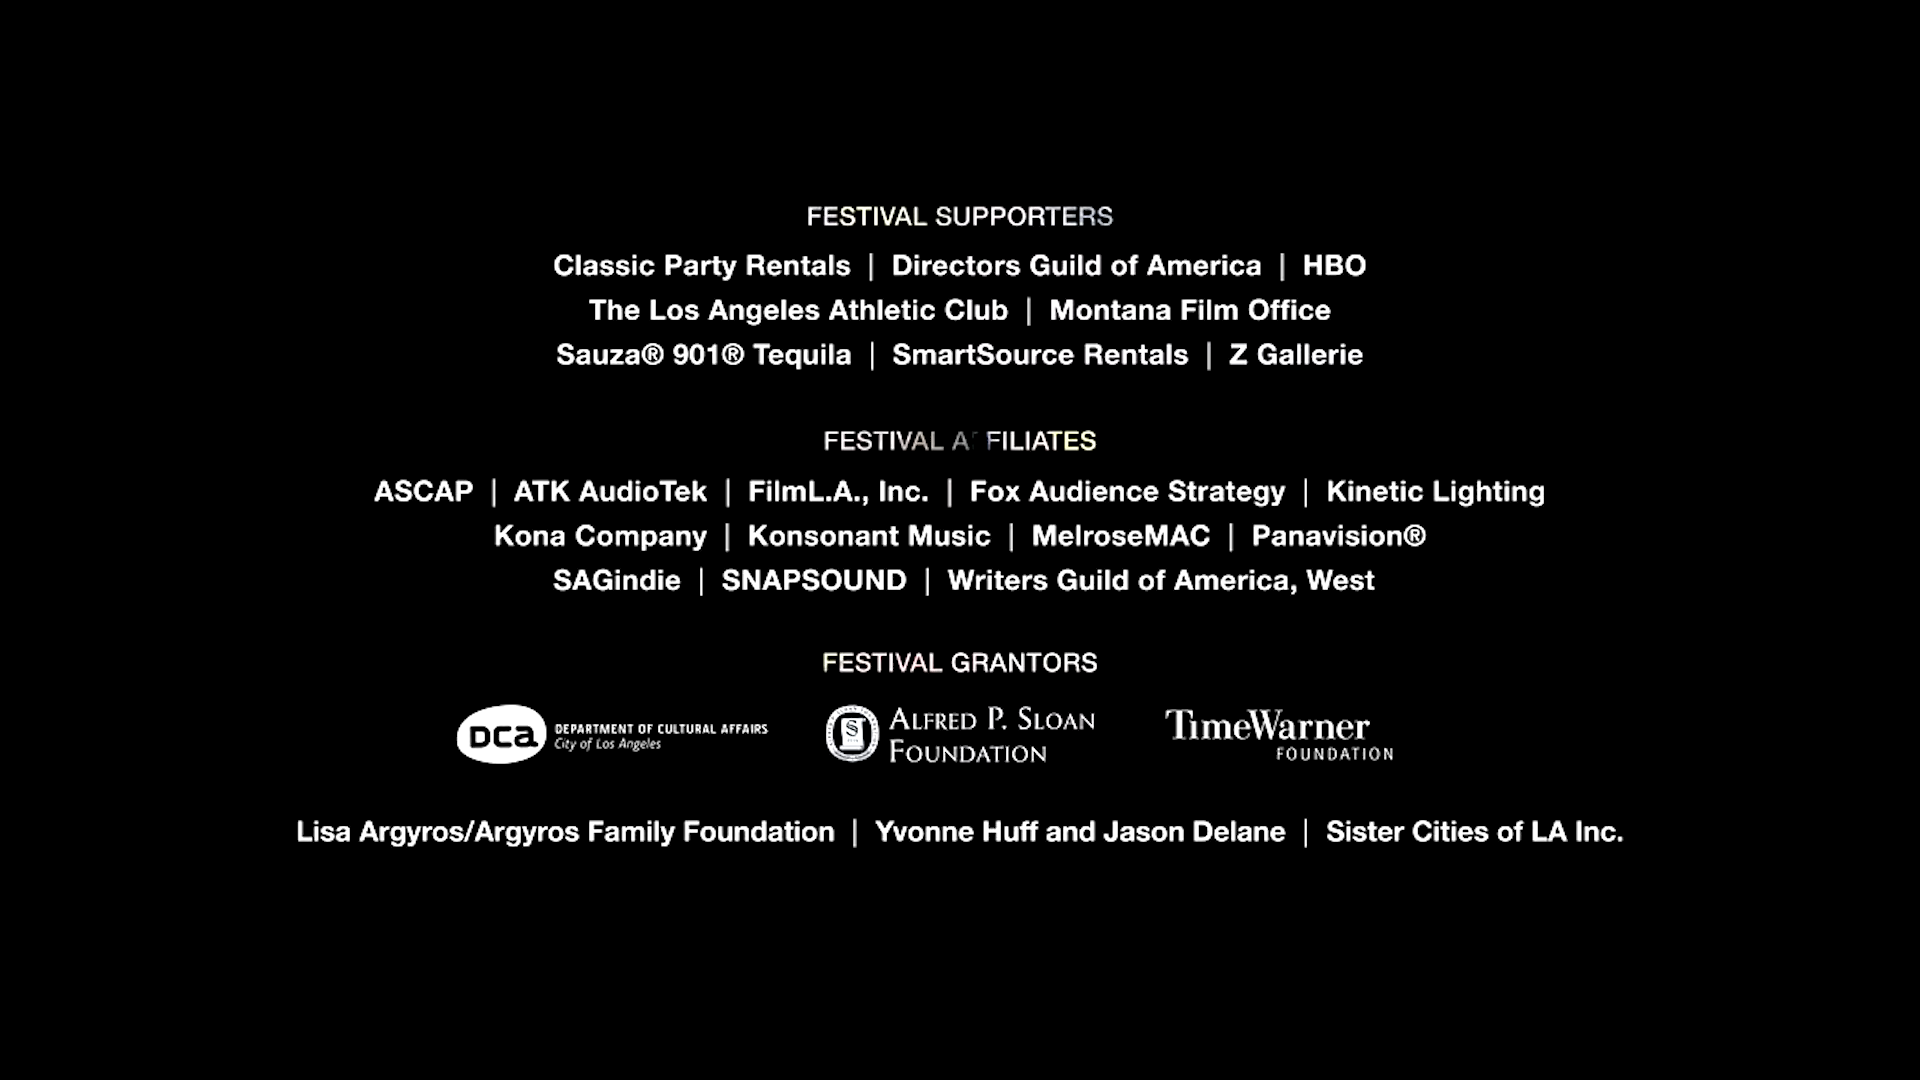 FESTIVAL SUPPORTERS
Classic Party Rentals | Directors Guild of America | HBO
The Los Angeles Athletic Club | Montana Film Office
Sauza® 901® Tequila | SmartSource Rentals | Z Gallerie
FESTIVAL AFFILIATES
ASCAP | ATK AudioTek | FilmL.A., Inc. | Fox Audience Strategy | Kinetic Lighting
Kona Company | Konsonant Music | MelroseMAC | Panavision®
SAGindie | SNAPSOUND | Writers Guild of America, West
FESTIVAL GRANTORS
DCa DEPARTMENT OF CULTURAL AFFAIRS
City of Los Angeles
ALFRED P. SLOAN
FOUNDATION
TimeWarner
FOUNDATION
Lisa Argyros/Argyros Family Foundation | Yvonne Huff and Jason Delane | Sister Cities of LA Inc.